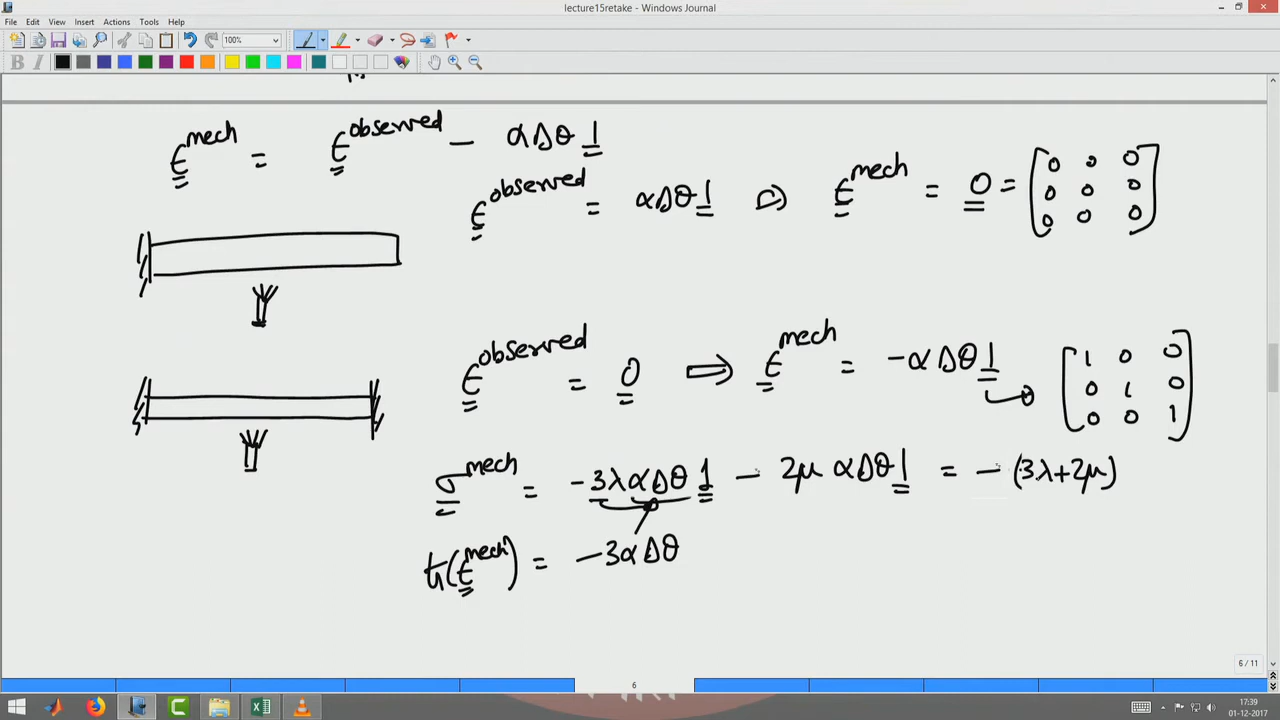 lecture15retake - Windows Journal
File Edit View Insert Actions Tools Help
100%
B I
ε^mech = ε^observed - αΔθ 1
ε^observed = αΔθ 1 ⇒ ε^mech = 0 = [0 0 0
0 0 0
0 0 0]
ε^observed = 0 ⟹ ε^mech = -αΔθ 1 → [1 0 0
0 1 0
0 0 1]
σ^mech = -3λαΔθ 1 - 2μ αΔθ 1 = - (3λ+2μ)
tr(ε^mech) = -3αΔθ
6 / 11
6
17:39
01-12-2017